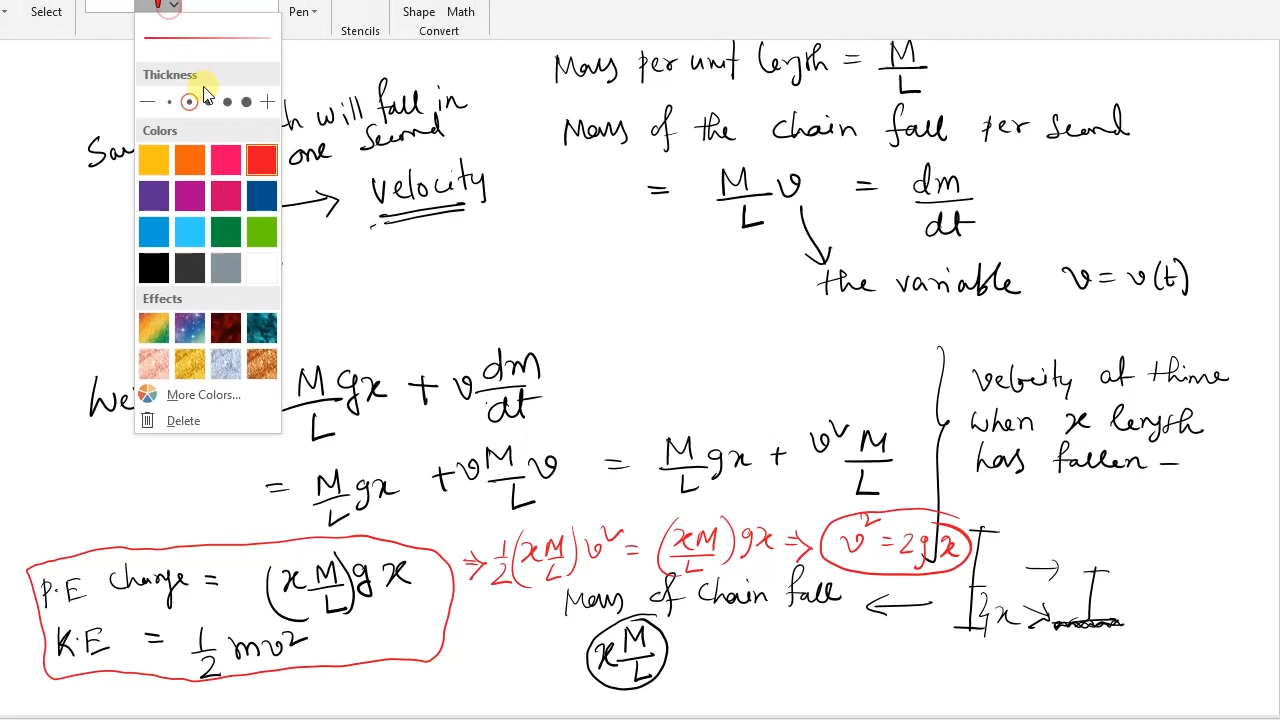 Select
Pen
Stencils
Shape
Math
Convert
Thickness
Colors
Effects
More Colors...
Delete
will fall in
one second
→ velocity
Mass per unit length = M/L
Mass of the chain fall per second
= M/L v = dm/dt
the variable v = v(t)
M/L gx + v dm/dt
= M/L gx + v M/L v = M/L gx + v² M/L
velocity at thime
when x length
has fallen –
⇒ 1/2 (xM/L) v² = (xM/L) gx ⇒ v² = 2gx
P.E change = (x M/L) g x
K.E = 1/2 mv²
Mass of chain fall ←
x M/L
→
x